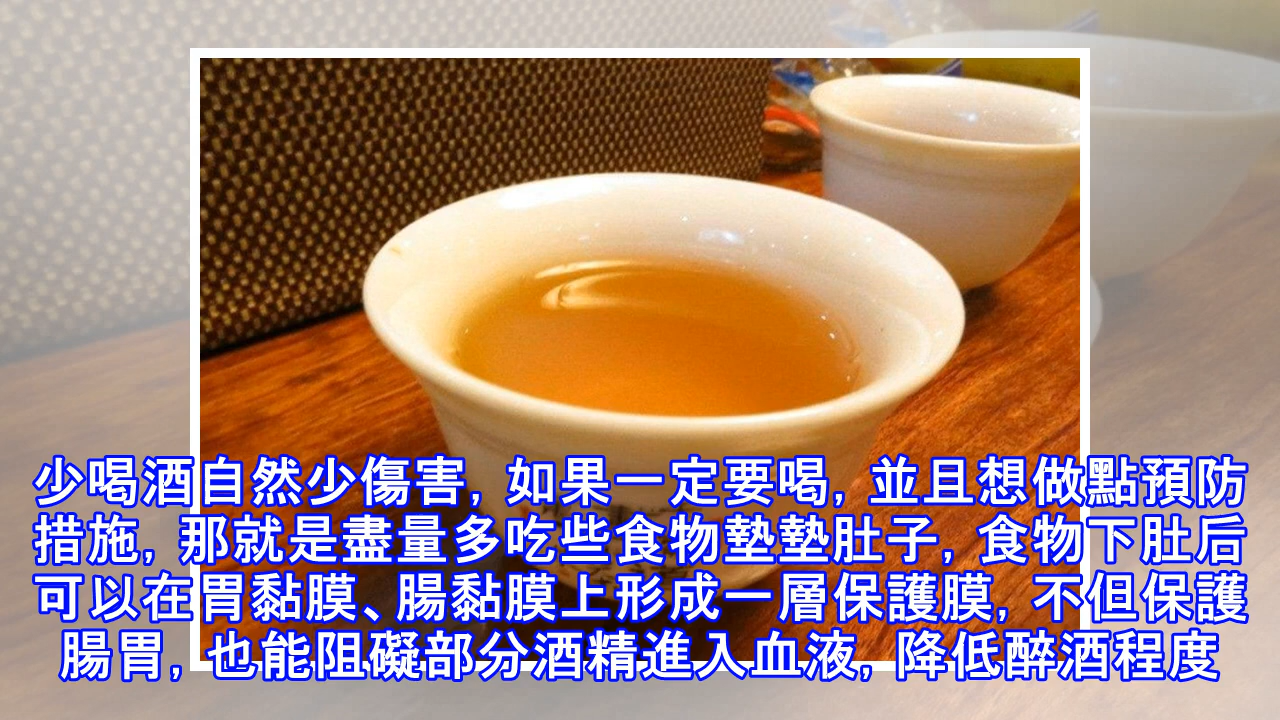 少喝酒自然少傷害, 如果一定要喝, 並且想做點預防
措施, 那就是盡量多吃些食物墊墊肚子, 食物下肚后
可以在胃黏膜、腸黏膜上形成一層保護膜, 不但保護
腸胃, 也能阻礙部分酒精進入血液, 降低醉酒程度